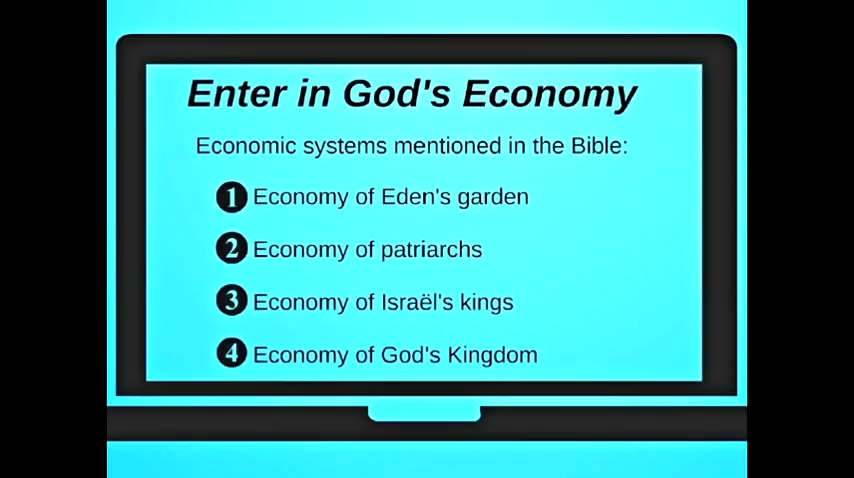 Enter in God's Economy
Economic systems mentioned in the Bible:
1 Economy of Eden's garden
2 Economy of patriarchs
3 Economy of Israël's kings
4 Economy of God's Kingdom